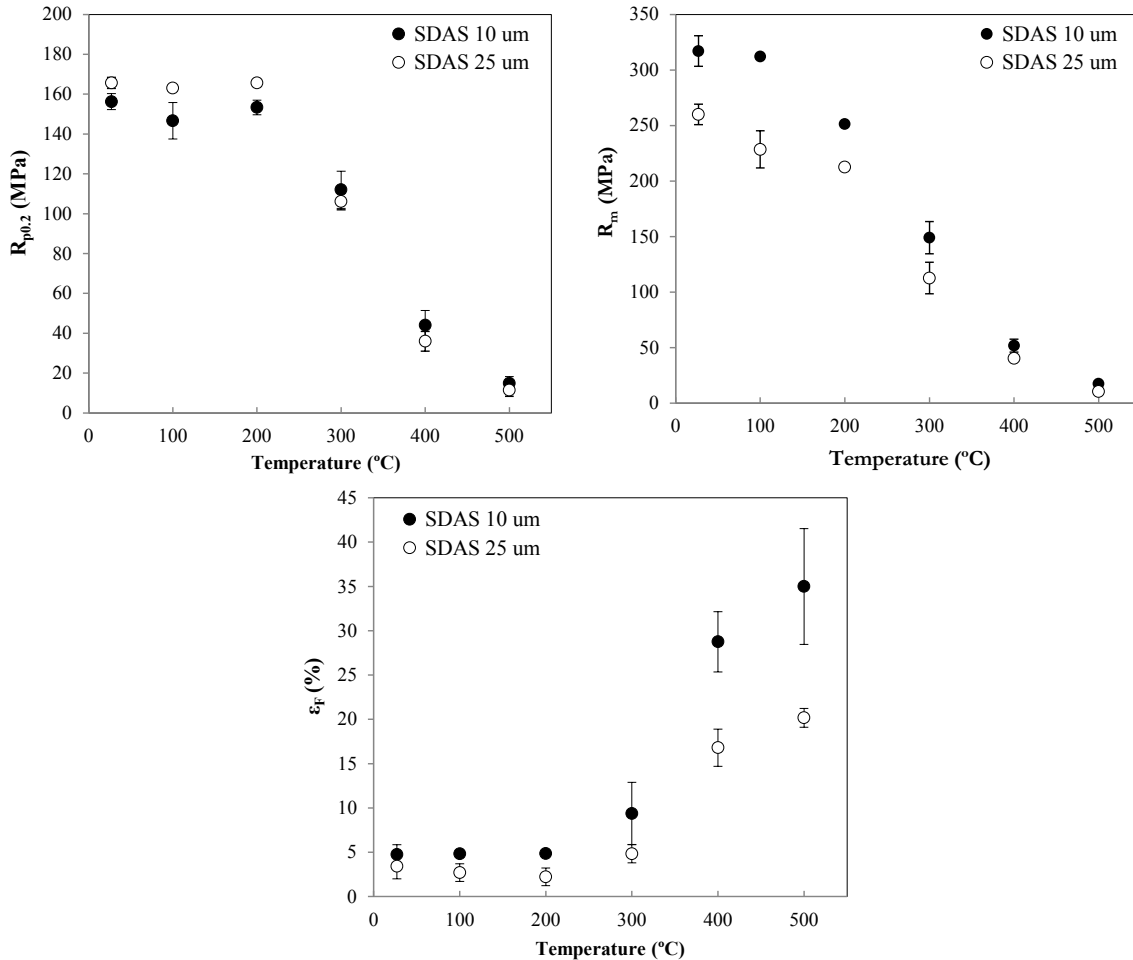 200
180
160
140
120
100
80
60
40
20
0
R_p0.2 (MPa)
SDAS 10 um
SDAS 25 um
0 100 200 300 400 500
Temperature (ºC)
350
300
250
200
150
100
50
0
R_m (MPa)
SDAS 10 um
SDAS 25 um
0 100 200 300 400 500
Temperature (ºC)
45
40
35
30
25
20
15
10
5
0
ε_F (%)
SDAS 10 um
SDAS 25 um
0 100 200 300 400 500
Temperature (ºC)